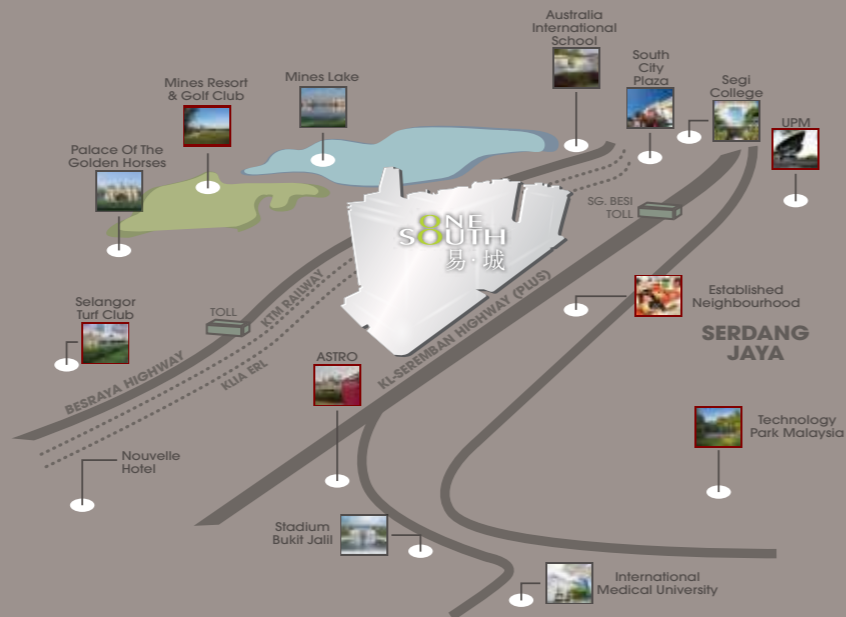 Australia
International
School
South
City
Plaza
Segi
College
UPM
Mines Lake
Mines Resort
& Golf Club
Palace Of The
Golden Horses
SG. BESI
TOLL
8NE
S8UTH
易·城
Selangor
Turf Club
TOLL
KTM RAILWAY
KLIA ERL
BESRAYA HIGHWAY
KL-SEREMBAN HIGHWAY (PLUS)
Established
Neighbourhood
SERDANG
JAYA
ASTRO
Technology
Park Malaysia
Nouvelle
Hotel
Stadium
Bukit Jalil
International
Medical University